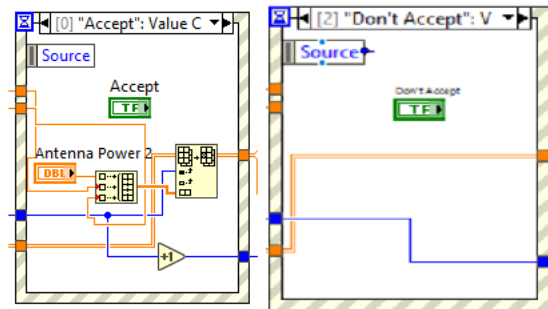 [0] "Accept": Value C
Source
Accept
TF
Antenna Power 2
DBL
+1
[2] "Don't Accept": V
Source
Don't Accept
TF